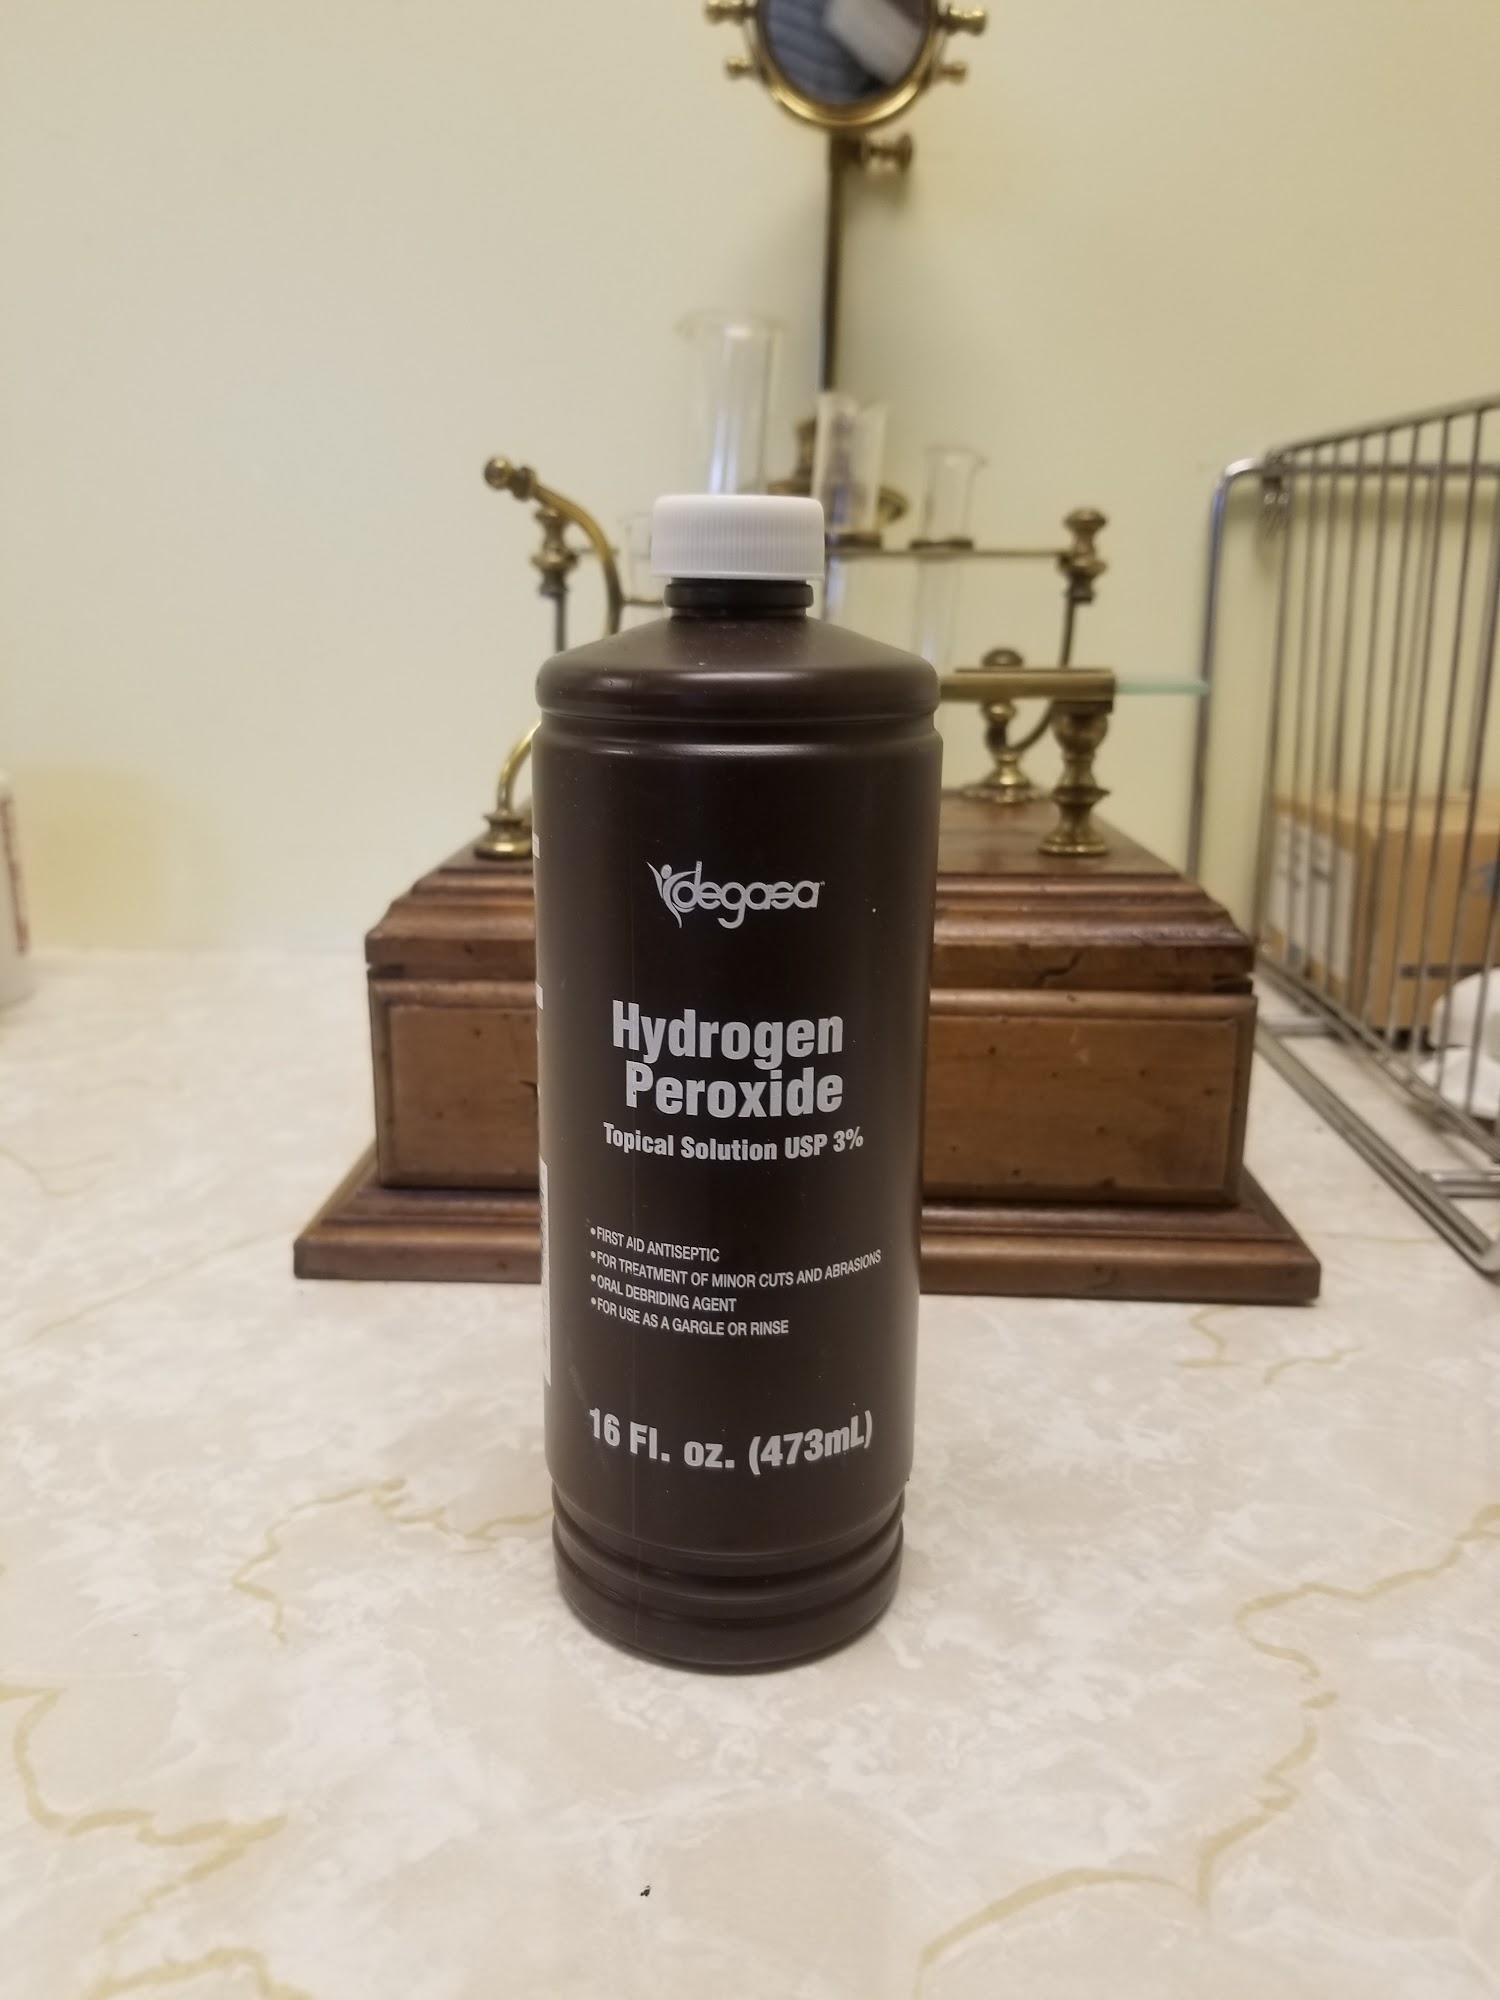 degasa
Hydrogen
Peroxide
Topical Solution USP 3%
•FIRST AID ANTISEPTIC
•FOR TREATMENT OF MINOR CUTS AND ABRASIONS
•ORAL DEBRIDING AGENT
•FOR USE AS A GARGLE OR RINSE
16 Fl. oz. (473mL)